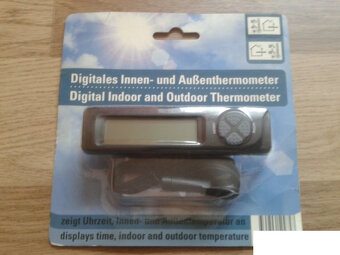 Digitales Innen- und Außenthermometer
Digital Indoor and Outdoor Thermometer
zeigt Uhrzeit, Innen- und Außentemperatur an
displays time, indoor and outdoor temperature